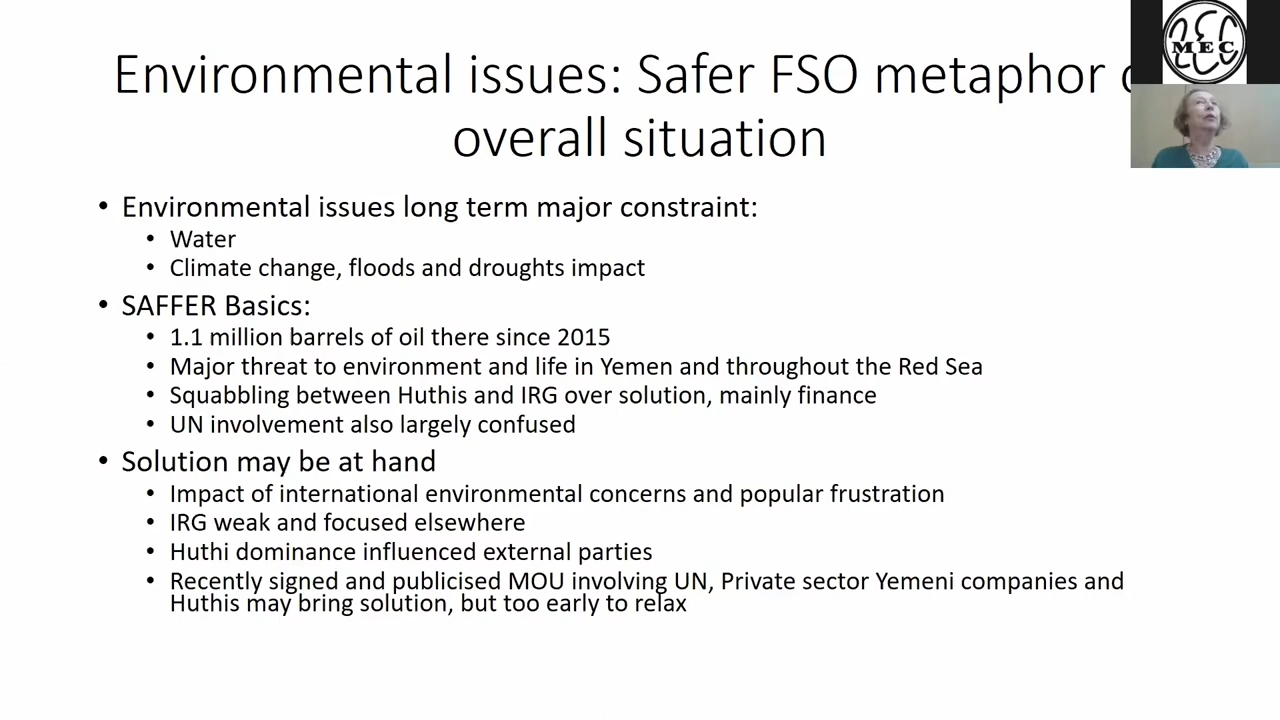 Environmental issues: Safer FSO metaphor
overall situation
• Environmental issues long term major constraint:
• Water
• Climate change, floods and droughts impact
• SAFFER Basics:
• 1.1 million barrels of oil there since 2015
• Major threat to environment and life in Yemen and throughout the Red Sea
• Squabbling between Huthis and IRG over solution, mainly finance
• UN involvement also largely confused
• Solution may be at hand
• Impact of international environmental concerns and popular frustration
• IRG weak and focused elsewhere
• Huthi dominance influenced external parties
• Recently signed and publicised MOU involving UN, Private sector Yemeni companies and
Huthis may bring solution, but too early to relax
MEC